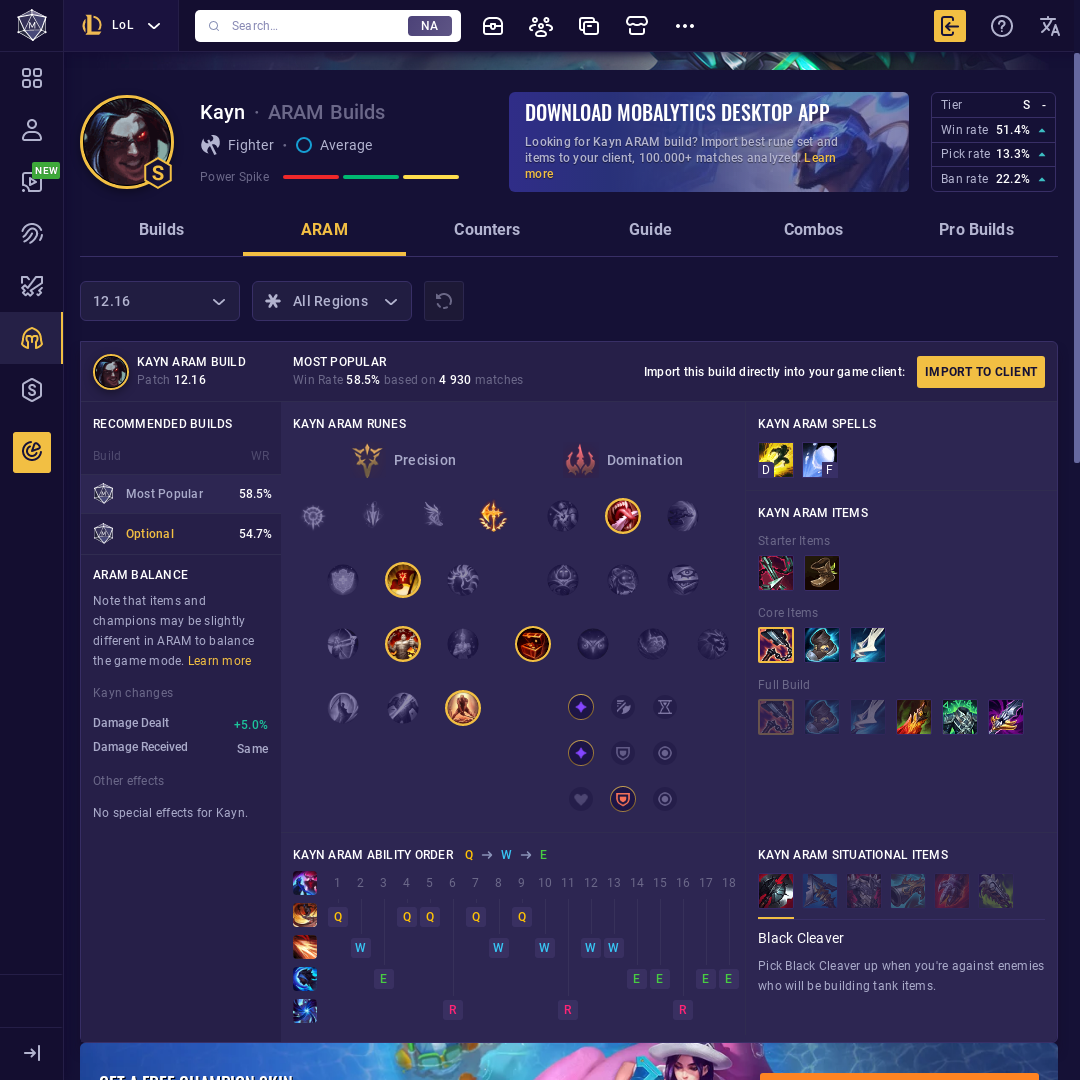 LoL
Search...
NA
NEW
Kayn · ARAM Builds
Fighter · Average
Power Spike
S
DOWNLOAD MOBALYTICS DESKTOP APP
Looking for Kayn ARAM build? Import best rune set and
items to your client, 100.000+ matches analyzed. Learn
more
Tier S -
Win rate 51.4%
Pick rate 13.3%
Ban rate 22.2%
Builds
ARAM
Counters
Guide
Combos
Pro Builds
12.16
All Regions
KAYN ARAM BUILD
Patch 12.16
MOST POPULAR
Win Rate 58.5% based on 4 930 matches
Import this build directly into your game client:
IMPORT TO CLIENT
RECOMMENDED BUILDS
Build WR
Most Popular 58.5%
Optional 54.7%
ARAM BALANCE
Note that items and
champions may be slightly
different in ARAM to balance
the game mode. Learn more
Kayn changes
Damage Dealt +5.0%
Damage Received Same
Other effects
No special effects for Kayn.
KAYN ARAM RUNES
Precision
Domination
KAYN ARAM SPELLS
D
F
KAYN ARAM ITEMS
Starter Items
Core Items
Full Build
KAYN ARAM ABILITY ORDER Q W E
1 2 3 4 5 6 7 8 9 10 11 12 13 14 15 16 17 18
Q Q Q Q Q
W W W W W
E E E E E
R R R
KAYN ARAM SITUATIONAL ITEMS
Black Cleaver
Pick Black Cleaver up when you're against enemies
who will be building tank items.
GET A FREE CHAMPION SKIN